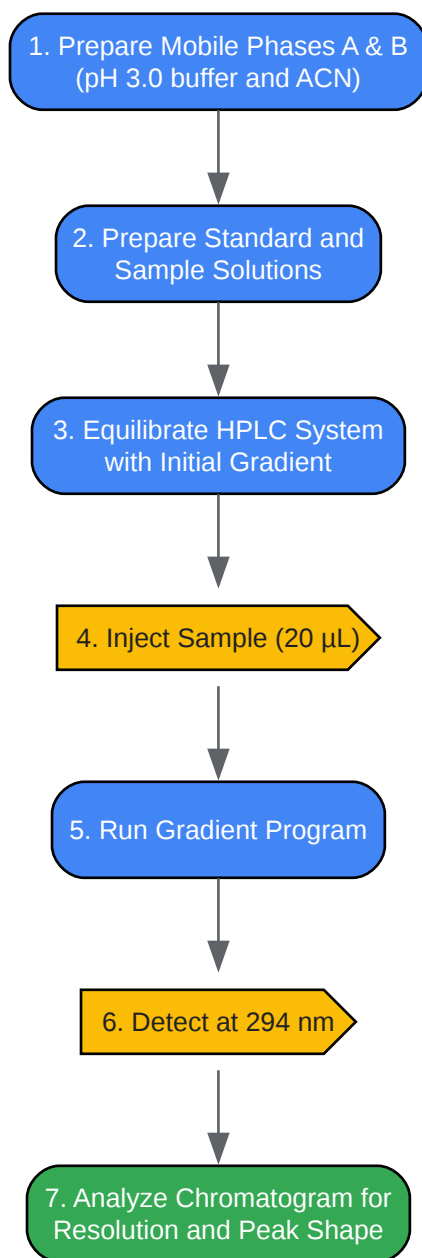 1. Prepare Mobile Phases A & B
(pH 3.0 buffer and ACN)
2. Prepare Standard and
Sample Solutions
3. Equilibrate HPLC System
with Initial Gradient
4. Inject Sample (20 µL)
5. Run Gradient Program
6. Detect at 294 nm
7. Analyze Chromatogram for
Resolution and Peak Shape